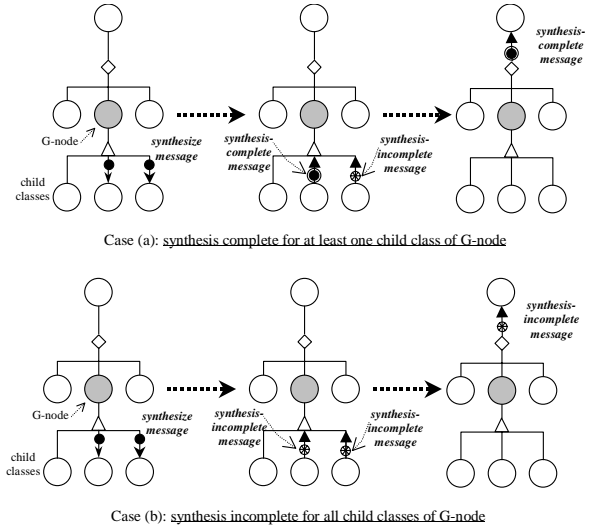 synthesis-
complete
message
G-node
synthesize
message
synthesis-
complete
message
synthesis-
incomplete
message
child
classes
Case (a): synthesis complete for at least one child class of G-node
synthesis-
incomplete
message
G-node
synthesize
message
synthesis-
incomplete
message
synthesis-
incomplete
message
child
classes
Case (b): synthesis incomplete for all child classes of G-node